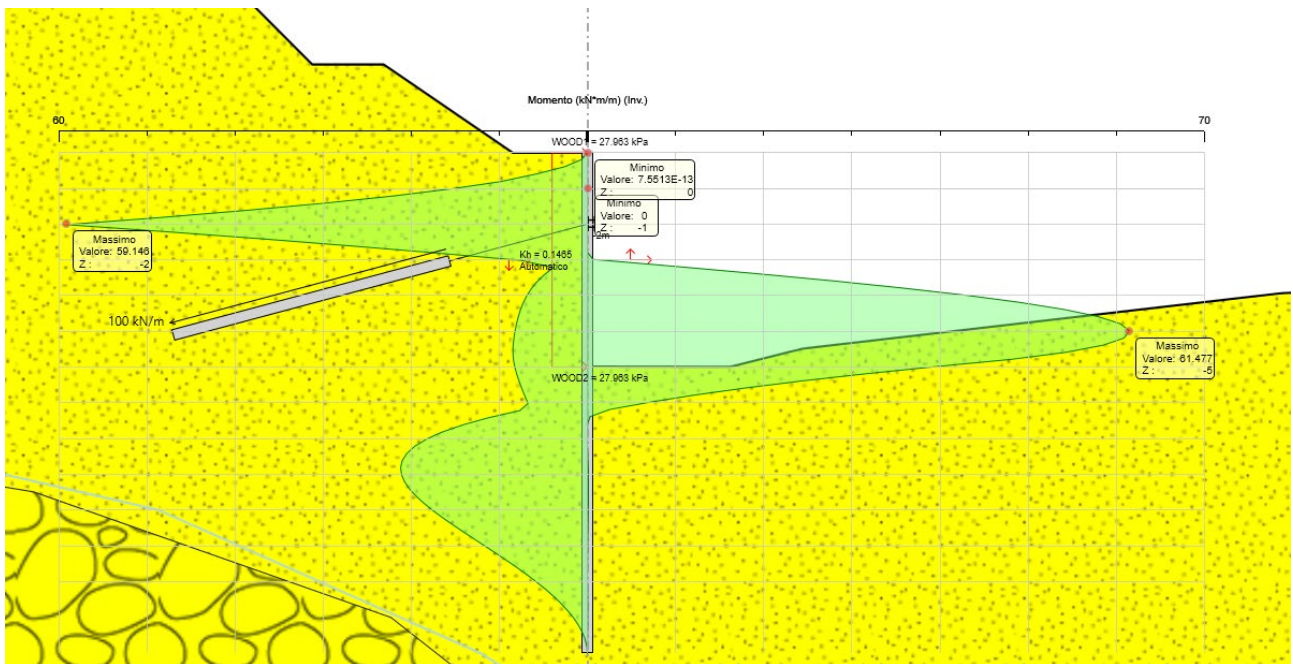 Momento (kN*m/m) (Inv.)
60
70
WOOD1 = 27.963 kPa
Minimo
Valore: 7.5513E-13
Z : 0
Minimo
Valore: 0
Z : -1
2m
Massimo
Valore: 59.146
Z : -2
Kh = 0.1465
Automatico
100 kN/m
Massimo
Valore: 61.477
Z : -5
WOOD2 = 27.963 kPa